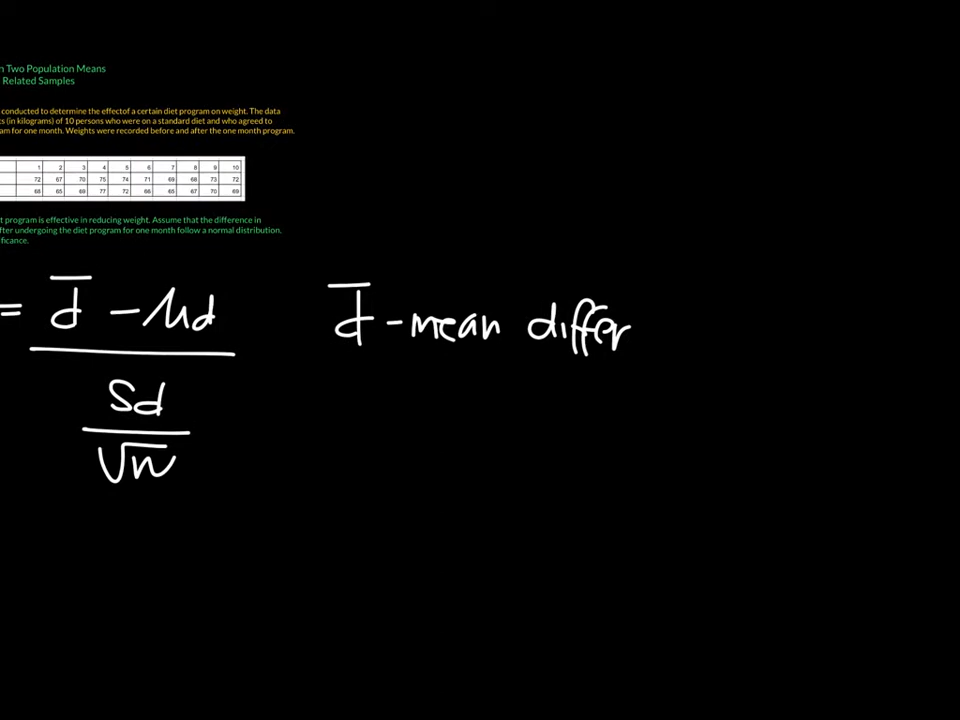 n Two Population Means
Related Samples
conducted to determine the effectof a certain diet program on weight. The data
ts (in kilograms) of 10 persons who were on a standard diet and who agreed to
am for one month. Weights were recorded before and after the one month program.
1 2 3 4 5 6 7 8 9 10
72 67 70 75 74 71 69 68 73 72
68 65 69 77 72 66 65 67 70 69
t program is effective in reducing weight. Assume that the difference in
fter undergoing the diet program for one month follow a normal distribution.
ficance.
= d̅ - μd
Sd
√n
d̅ - mean differ